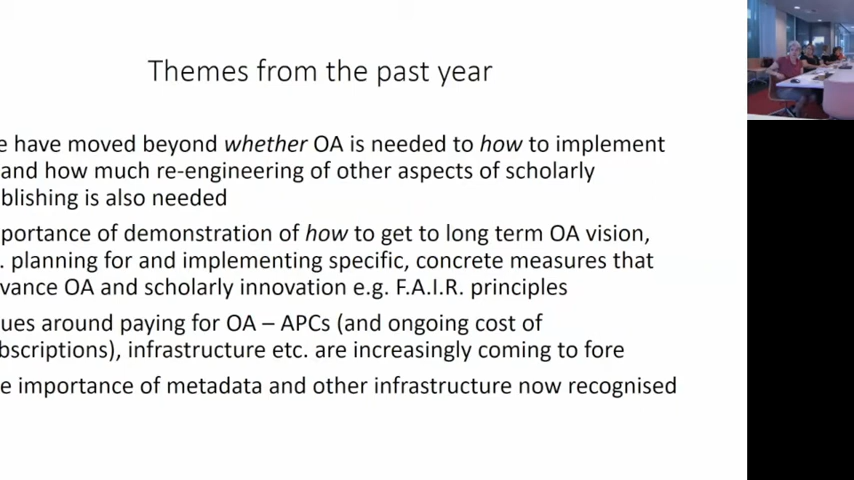 Themes from the past year
have moved beyond whether OA is needed to how to implement
and how much re-engineering of other aspects of scholarly
blishing is also needed
portance of demonstration of how to get to long term OA vision,
. planning for and implementing specific, concrete measures that
vance OA and scholarly innovation e.g. F.A.I.R. principles
ues around paying for OA – APCs (and ongoing cost of
bscriptions), infrastructure etc. are increasingly coming to fore
e importance of metadata and other infrastructure now recognised